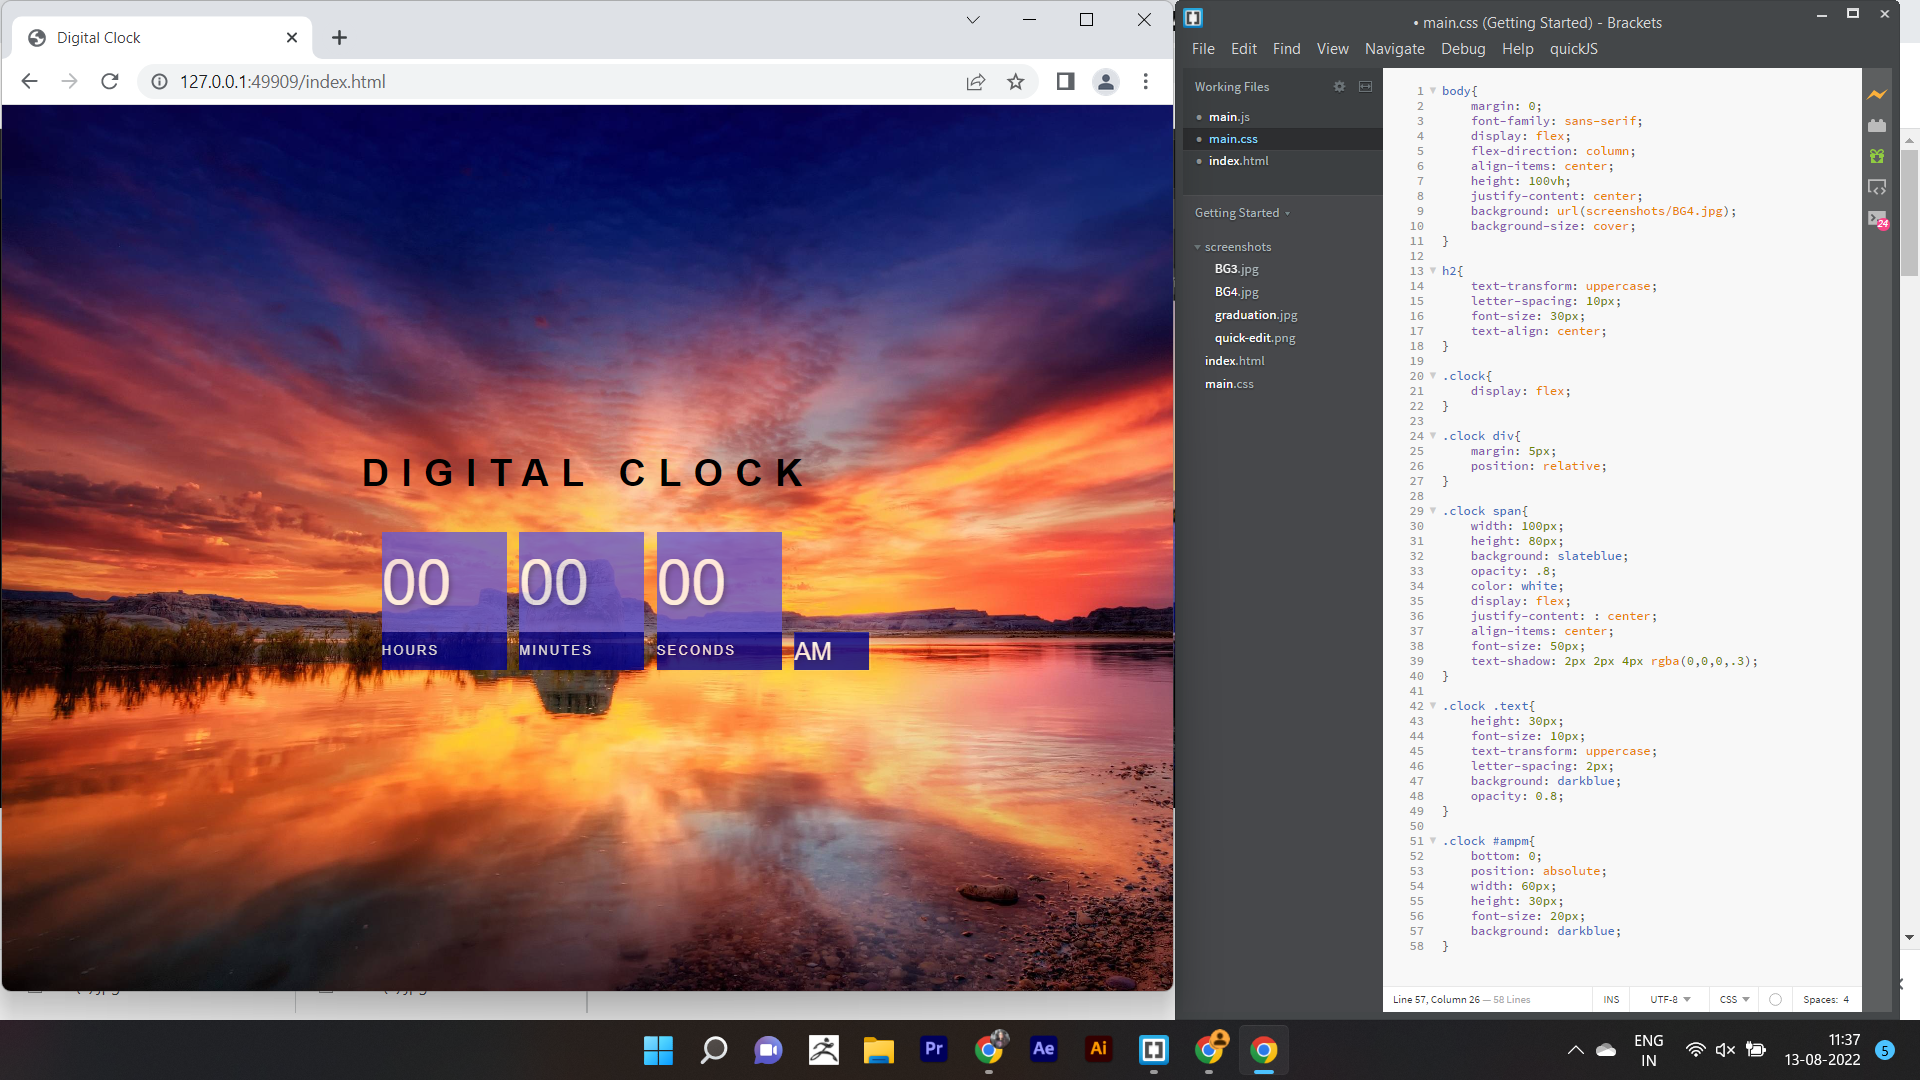 Digital Clock
127.0.0.1:49909/index.html
DIGITAL CLOCK
00 00 00
HOURS MINUTES SECONDS AM
• main.css (Getting Started) - Brackets
File Edit Find View Navigate Debug Help quickJS
Working Files
main.js
main.css
index.html
Getting Started
screenshots
BG3.jpg
BG4.jpg
graduation.jpg
quick-edit.png
index.html
main.css
1 body{
2 margin: 0;
3 font-family: sans-serif;
4 display: flex;
5 flex-direction: column;
6 align-items: center;
7 height: 100vh;
8 justify-content: center;
9 background: url(screenshots/BG4.jpg);
10 background-size: cover;
11 }
12
13 h2{
14 text-transform: uppercase;
15 letter-spacing: 10px;
16 font-size: 30px;
17 text-align: center;
18 }
19
20 .clock{
21 display: flex;
22 }
23
24 .clock div{
25 margin: 5px;
26 position: relative;
27 }
28
29 .clock span{
30 width: 100px;
31 height: 80px;
32 background: slateblue;
33 opacity: .8;
34 color: white;
35 display: flex;
36 justify-content: : center;
37 align-items: center;
38 font-size: 50px;
39 text-shadow: 2px 2px 4px rgba(0,0,0,.3);
40 }
41
42 .clock .text{
43 height: 30px;
44 font-size: 10px;
45 text-transform: uppercase;
46 letter-spacing: 2px;
47 background: darkblue;
48 opacity: 0.8;
49 }
50
51 .clock #ampm{
52 bottom: 0;
53 position: absolute;
54 width: 60px;
55 height: 30px;
56 font-size: 20px;
57 background: darkblue;
58 }
24
Line 57, Column 26 — 58 Lines
INS UTF-8 CSS Spaces: 4
Pr Ae Ai
ENG
IN
11:37
13-08-2022
5